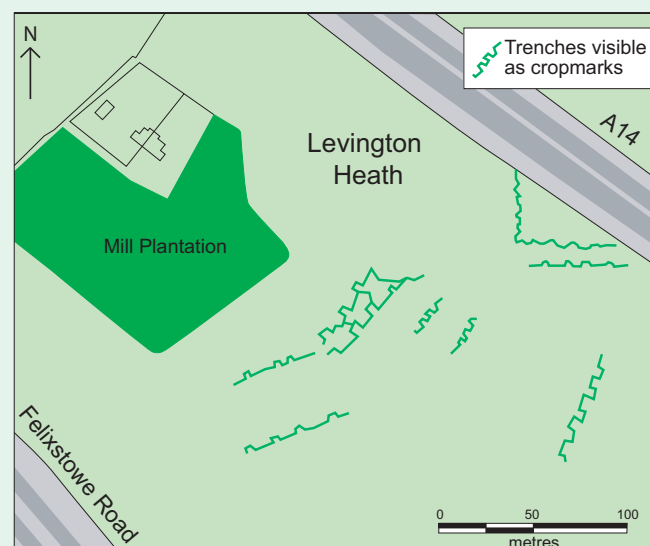 N
Trenches visible
as cropmarks
A14
Levington
Heath
Mill Plantation
Felixstowe Road
0 50 100
metres